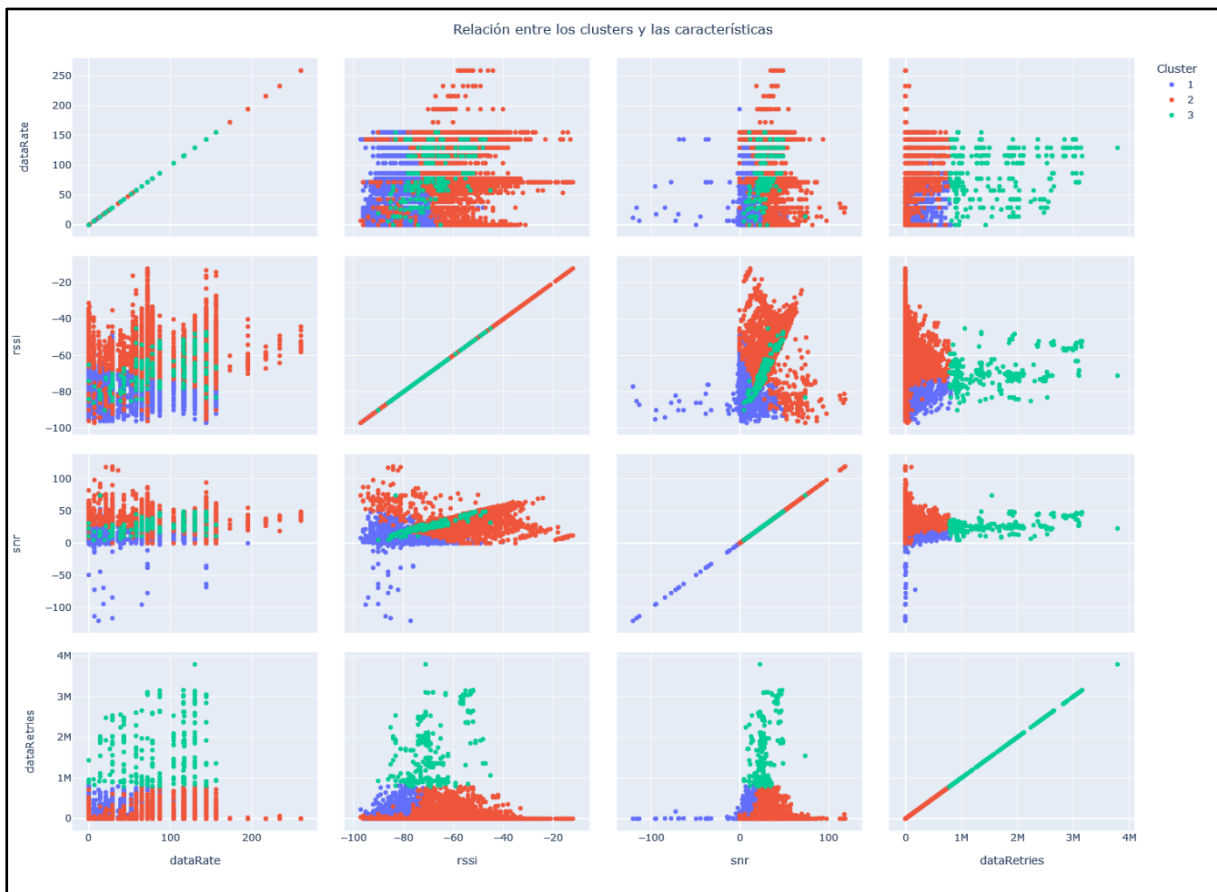 Relación entre los clusters y las características
Cluster
1
2
3
dataRate
250
200
150
100
50
0
rssi
−20
−40
−60
−80
−100
snr
100
50
0
−50
−100
dataRetries
4M
3M
2M
1M
0
0 100 200
−100 −80 −60 −40 −20
−100 0 100
0 1M 2M 3M 4M
dataRate rssi snr dataRetries